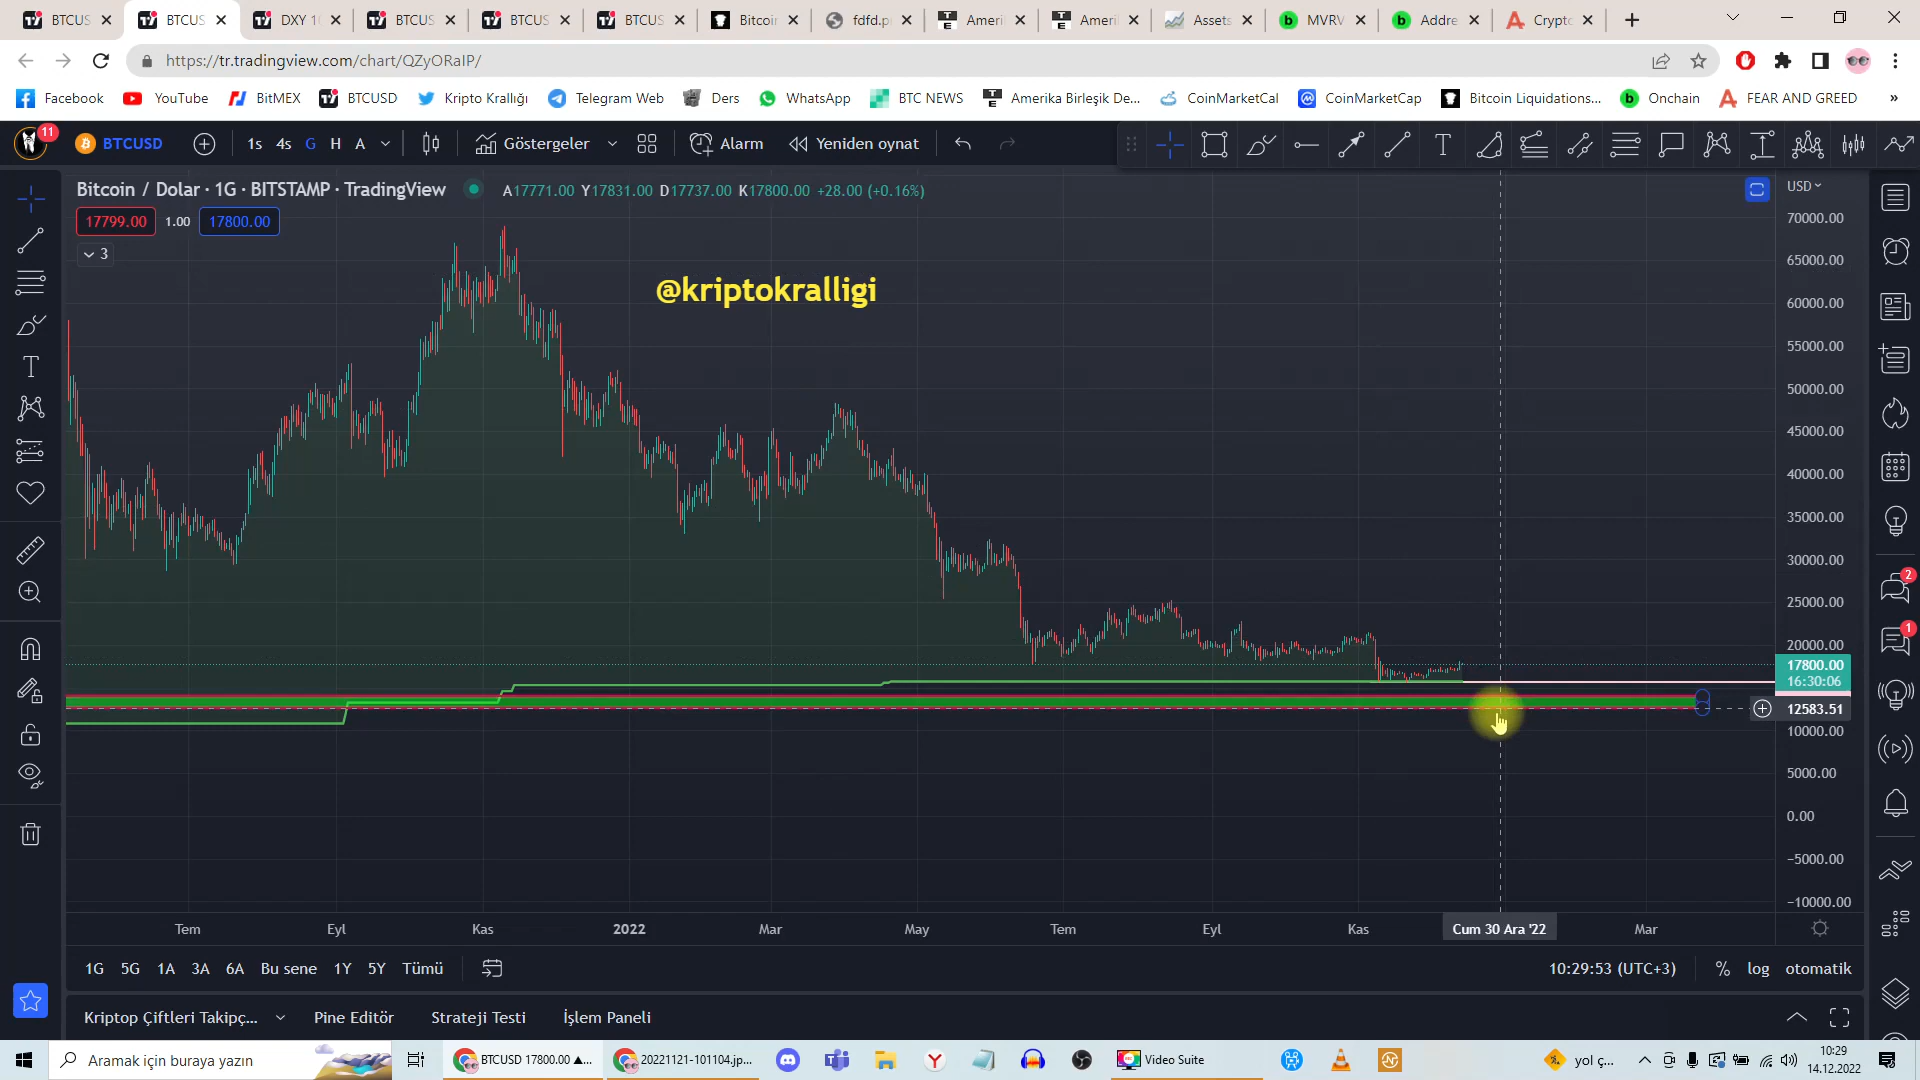 BTCUS
BTCUS
DXY 1
BTCUS
BTCUS
BTCUS
Bitcoi
fdfd.p
Ameri
Ameri
Assets
MVRV
Addre
Crypto
https://tr.tradingview.com/chart/QZyORaIP/
Facebook
YouTube
BitMEX
BTCUSD
Kripto Krallığı
Telegram Web
Ders
WhatsApp
BTC NEWS
Amerika Birleşik De...
CoinMarketCal
CoinMarketCap
Bitcoin Liquidations...
Onchain
FEAR AND GREED
»
11
BTCUSD
1s 4s G H A
Göstergeler
Alarm
Yeniden oynat
Bitcoin / Dolar · 1G · BITSTAMP · TradingView
A17771.00 Y17831.00 D17737.00 K17800.00 +28.00 (+0.16%)
USD
17799.00 1.00 17800.00
3
@kriptokralligi
70000.00
65000.00
60000.00
55000.00
50000.00
45000.00
40000.00
35000.00
30000.00
25000.00
20000.00
17800.00
16:30:06
12583.51
10000.00
5000.00
0.00
−5000.00
−10000.00
2
1
Tem Eyl Kas 2022 Mar May Tem Eyl Kas Cum 30 Ara '22 Mar
1G 5G 1A 3A 6A Bu sene 1Y 5Y Tümü
10:29:53 (UTC+3) % log otomatik
Kriptop Çiftleri Takipç... Pine Editör Strateji Testi İşlem Paneli
Aramak için buraya yazın
BTCUSD 17800.00 ▲...
20221121-101104.jp...
Video Suite
yol ç...
10:29
14.12.2022